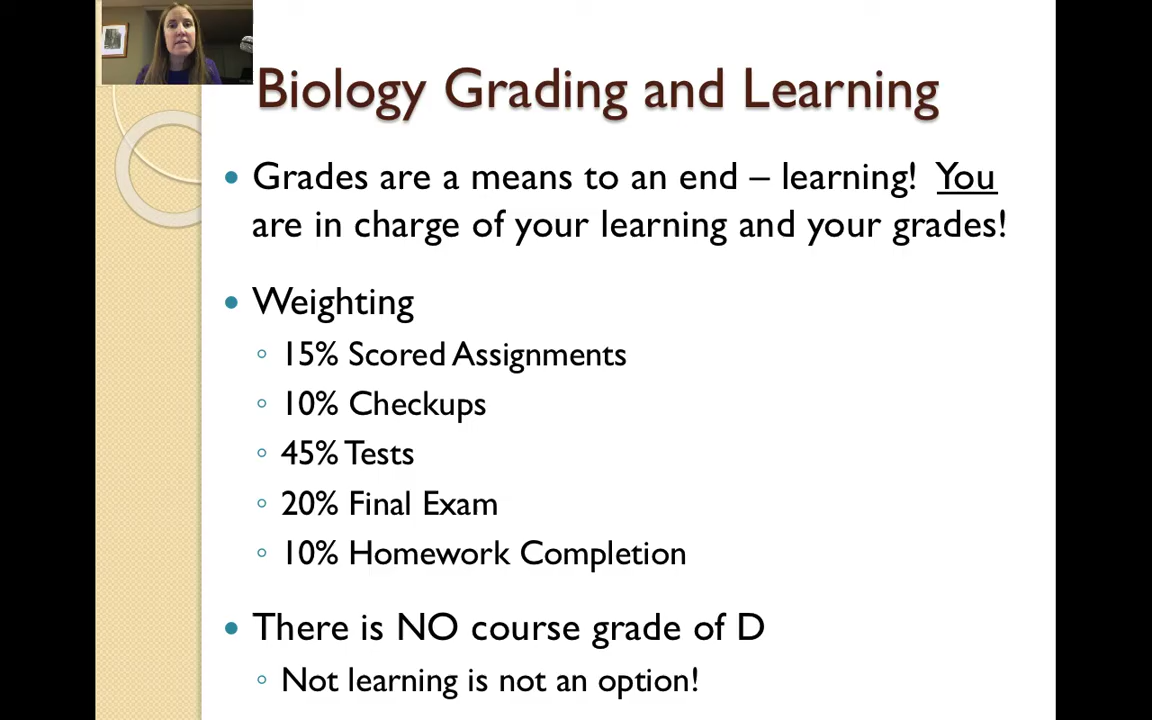 Biology Grading and Learning
Grades are a means to an end – learning! You
are in charge of your learning and your grades!
Weighting
15% Scored Assignments
10% Checkups
45% Tests
20% Final Exam
10% Homework Completion
There is NO course grade of D
Not learning is not an option!